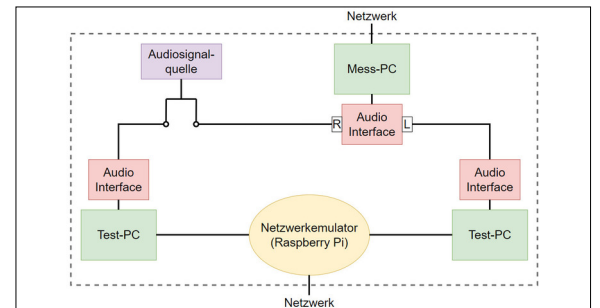 Netzwerk
Audiosignal-
quelle
Mess-PC
R
Audio
Interface
L
Audio
Interface
Audio
Interface
Test-PC
Netzwerkemulator
(Raspberry Pi)
Test-PC
Netzwerk